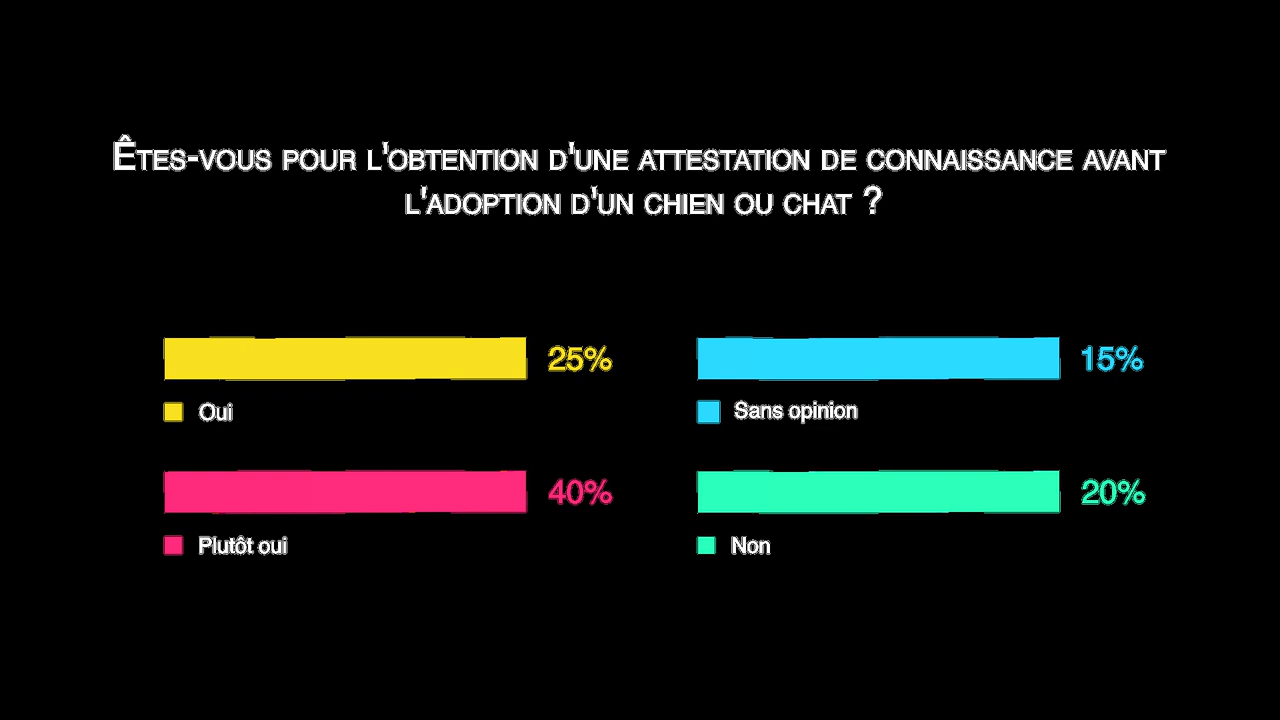 Êtes-vous pour l'obtention d'une attestation de connaissance avant
l'adoption d'un chien ou chat ?
25%
Oui
15%
Sans opinion
40%
Plutôt oui
20%
Non